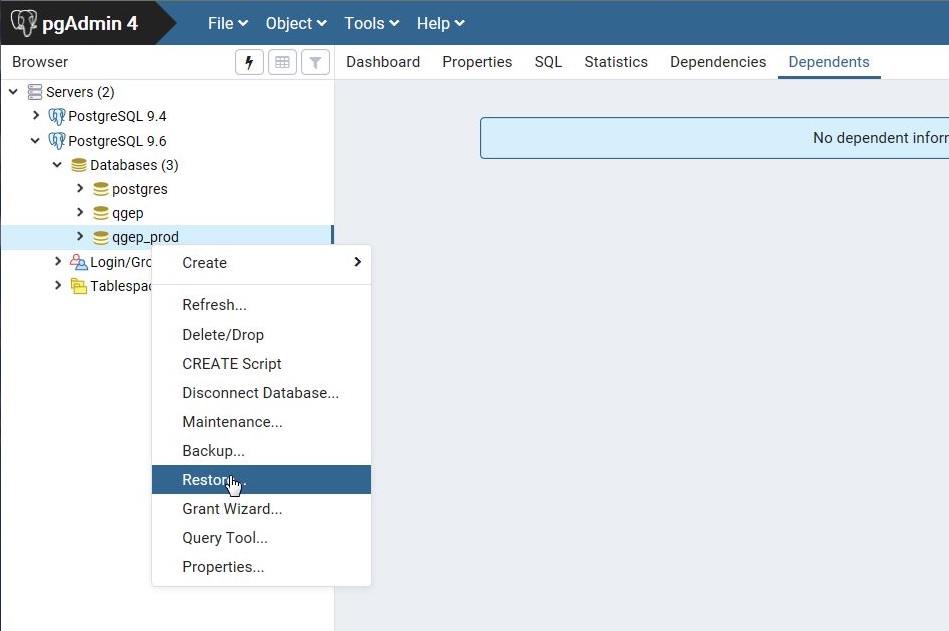 pgAdmin 4 File Object Tools Help
Browser Dashboard Properties SQL Statistics Dependencies Dependents
Servers (2)
PostgreSQL 9.4
PostgreSQL 9.6
Databases (3)
postgres
qgep
qgep_prod
Login/Gro
Tablespac
No dependent inforr
Create
Refresh...
Delete/Drop
CREATE Script
Disconnect Database...
Maintenance...
Backup...
Restore...
Grant Wizard...
Query Tool...
Properties...